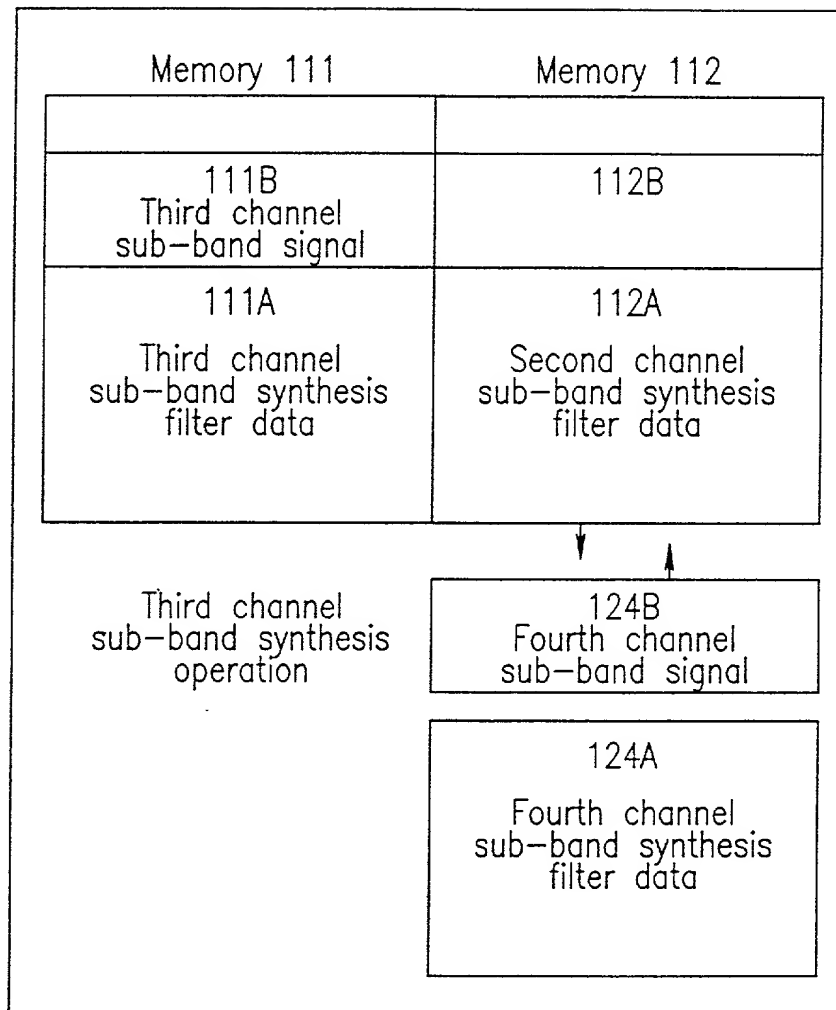 Memory 111
Memory 112
111B
Third channel
sub-band signal
112B
111A
Third channel
sub-band synthesis
filter data
112A
Second channel
sub-band synthesis
filter data
Third channel
sub-band synthesis
operation
124B
Fourth channel
sub-band signal
124A
Fourth channel
sub-band synthesis
filter data